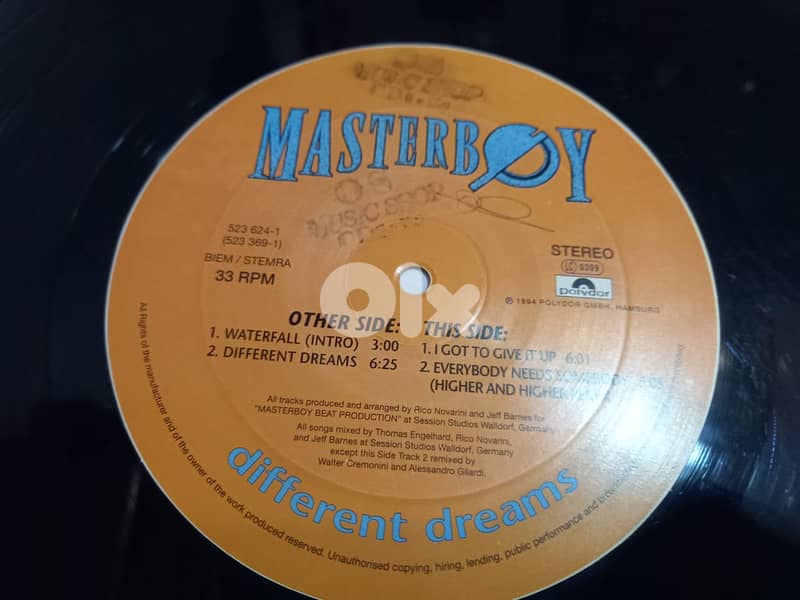 MASTERBOY
MUSIC SHOP
523 624-1
(523 369-1)
BIEM / STEMRA
33 RPM
STEREO
LC 0309
polydor
℗ 1994 POLYDOR GMBH, HAMBURG
olx
OTHER SIDE:
1. WATERFALL (INTRO) 3:00
2. DIFFERENT DREAMS 6:25
THIS SIDE:
1. I GOT TO GIVE IT UP 6:01
2. EVERYBODY NEEDS SOMEBODY
(HIGHER AND HIGHER
All tracks produced and arranged by Rico Novarini and Jeff Barnes for
"MASTERBOY BEAT PRODUCTION" at Session Studios Walldorf, Germany
All songs mixed by Thomas Engelhard, Rico Novarini,
and Jeff Barnes at Session Studios Walldorf, Germany
except this Side Track 2 remixed by
Walter Cremonini and Alessandro Gilardi.
different dreams
All Rights of the manufacturer and of the owner of the work produced reserved. Unauthorised copying, hiring, lending, public performance and